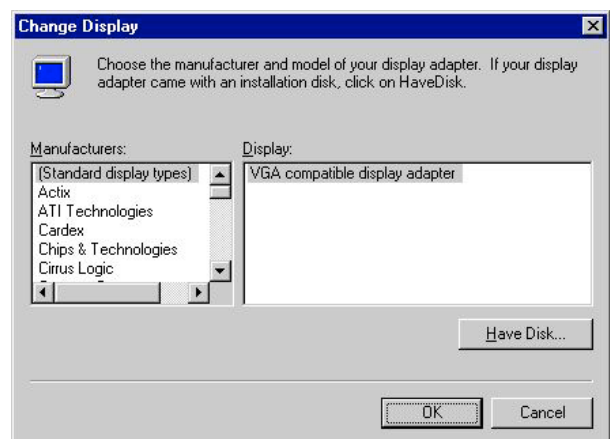 Change Display
Choose the manufacturer and model of your display adapter. If your display
adapter came with an installation disk, click on HaveDisk.
Manufacturers:
(Standard display types)
Actix
ATI Technologies
Cardex
Chips & Technologies
Cirrus Logic
Display:
VGA compatible display adapter
Have Disk...
OK
Cancel